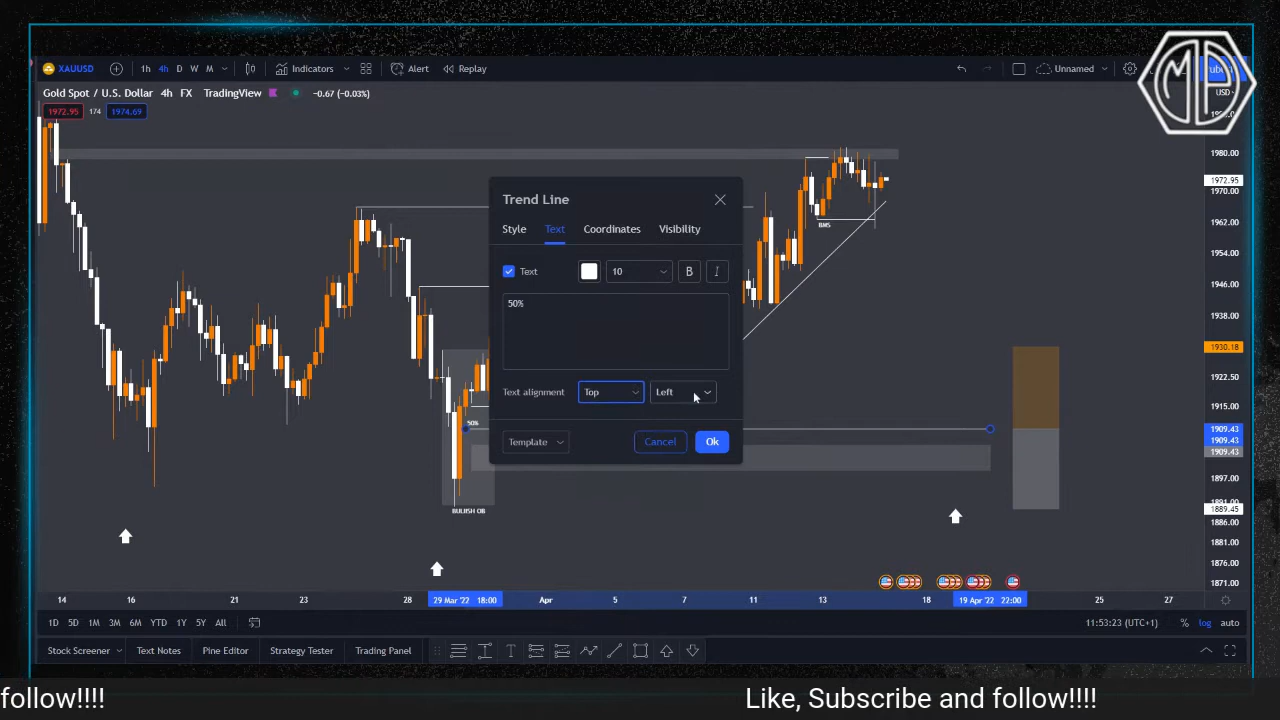 XAUUSD
1h 4h D W M
Indicators
Alert
Replay
Unnamed
Gold Spot / U.S. Dollar 4h FX TradingView
-0.67 (-0.03%)
1972.95 174 1974.69
USD
MP
1980.00
1972.95
1970.00
1962.00
1954.00
1946.00
1938.00
1930.18
1922.50
1915.00
1909.43
1909.43
1909.43
1897.00
1889.45
1886.00
1881.00
1876.00
1871.00
BMS
Trend Line
Style Text Coordinates Visibility
Text 10 B I
50%
Text alignment Top Left
Template Cancel Ok
50%
BULISH OB
14 16 21 23 28 29 Mar '22 18:00 Apr 5 7 11 13 18 19 Apr '22 22:00 25 27
1D 5D 1M 3M 6M YTD 1Y 5Y All
11:53:23 (UTC+1) % log auto
Stock Screener Text Notes Pine Editor Strategy Tester Trading Panel
follow!!!! Like, Subscribe and follow!!!!